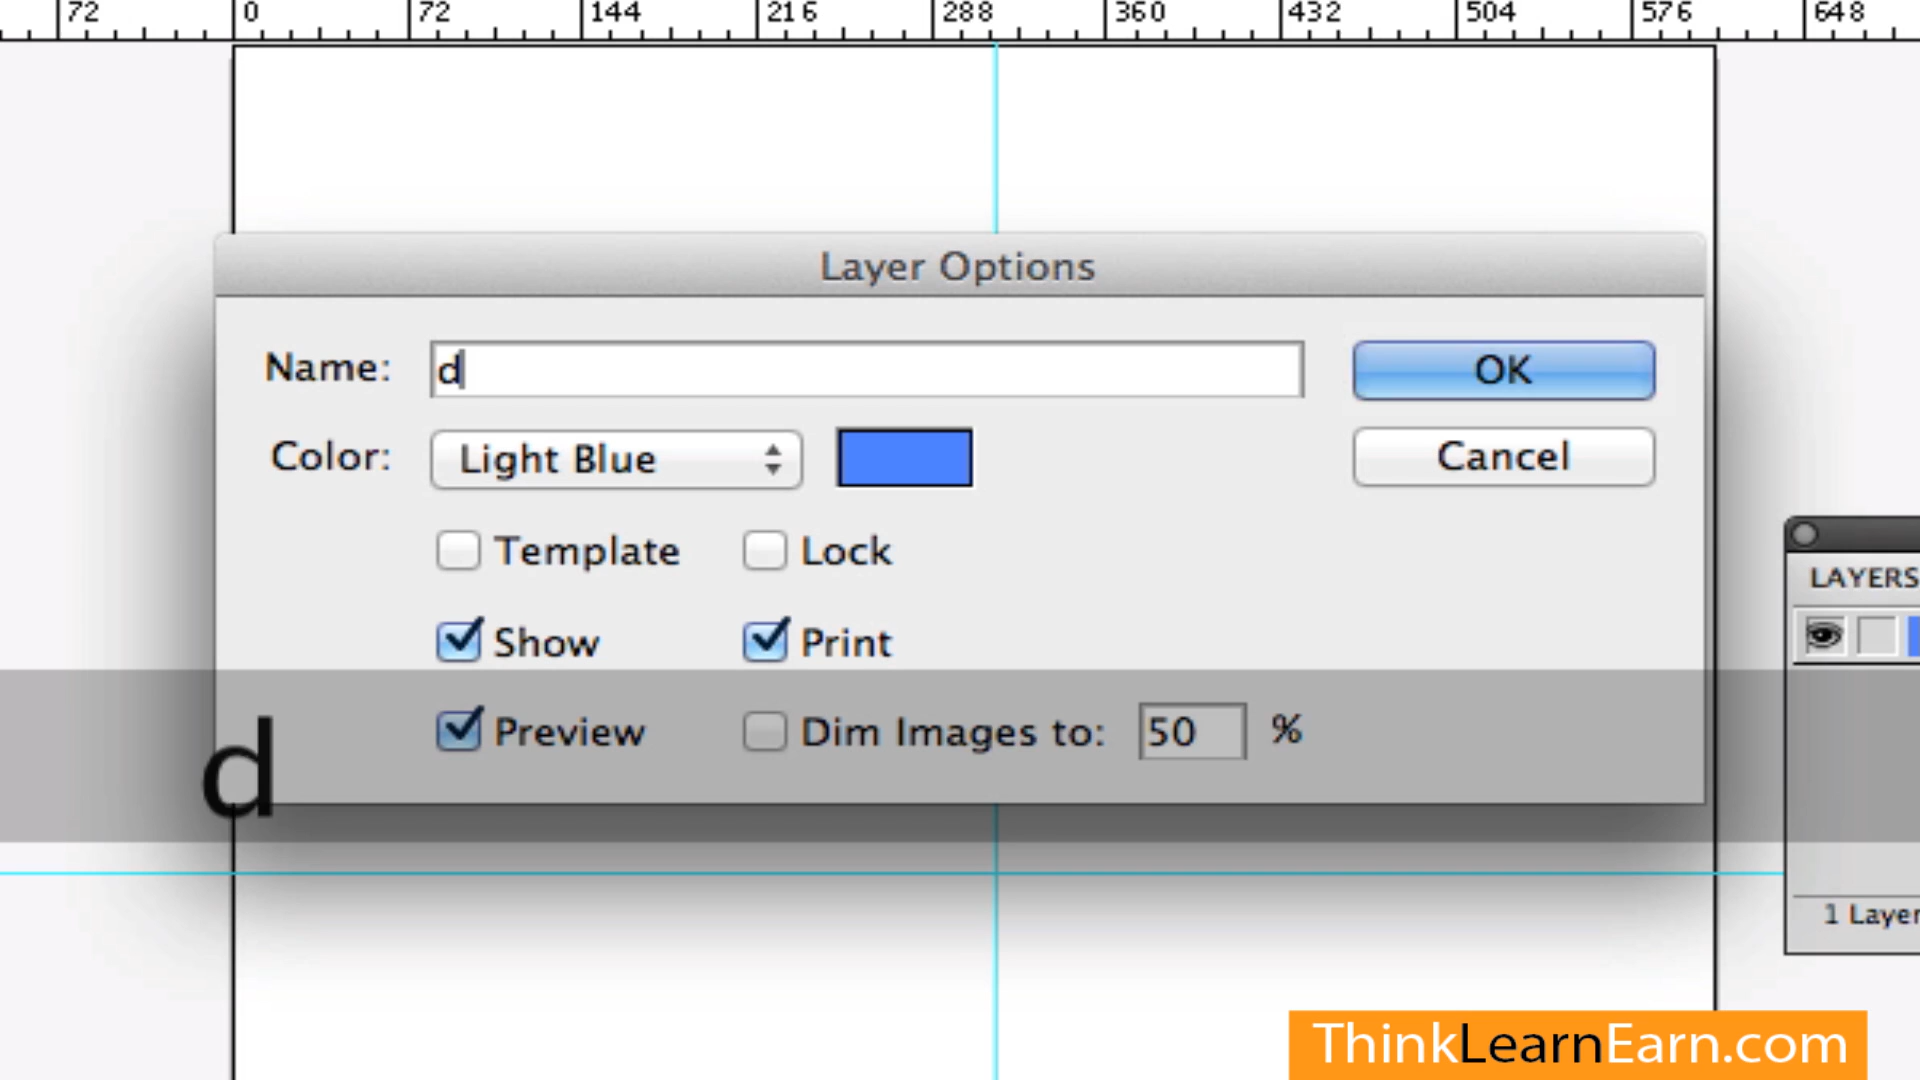 72 0 72 144 216 288 360 432 504 576 648
Layer Options
Name: d OK
Color: Light Blue Cancel
Template Lock
LAYERS
Show Print
Preview Dim Images to: 50 %
d
1 Layer
ThinkLearnEarn.com